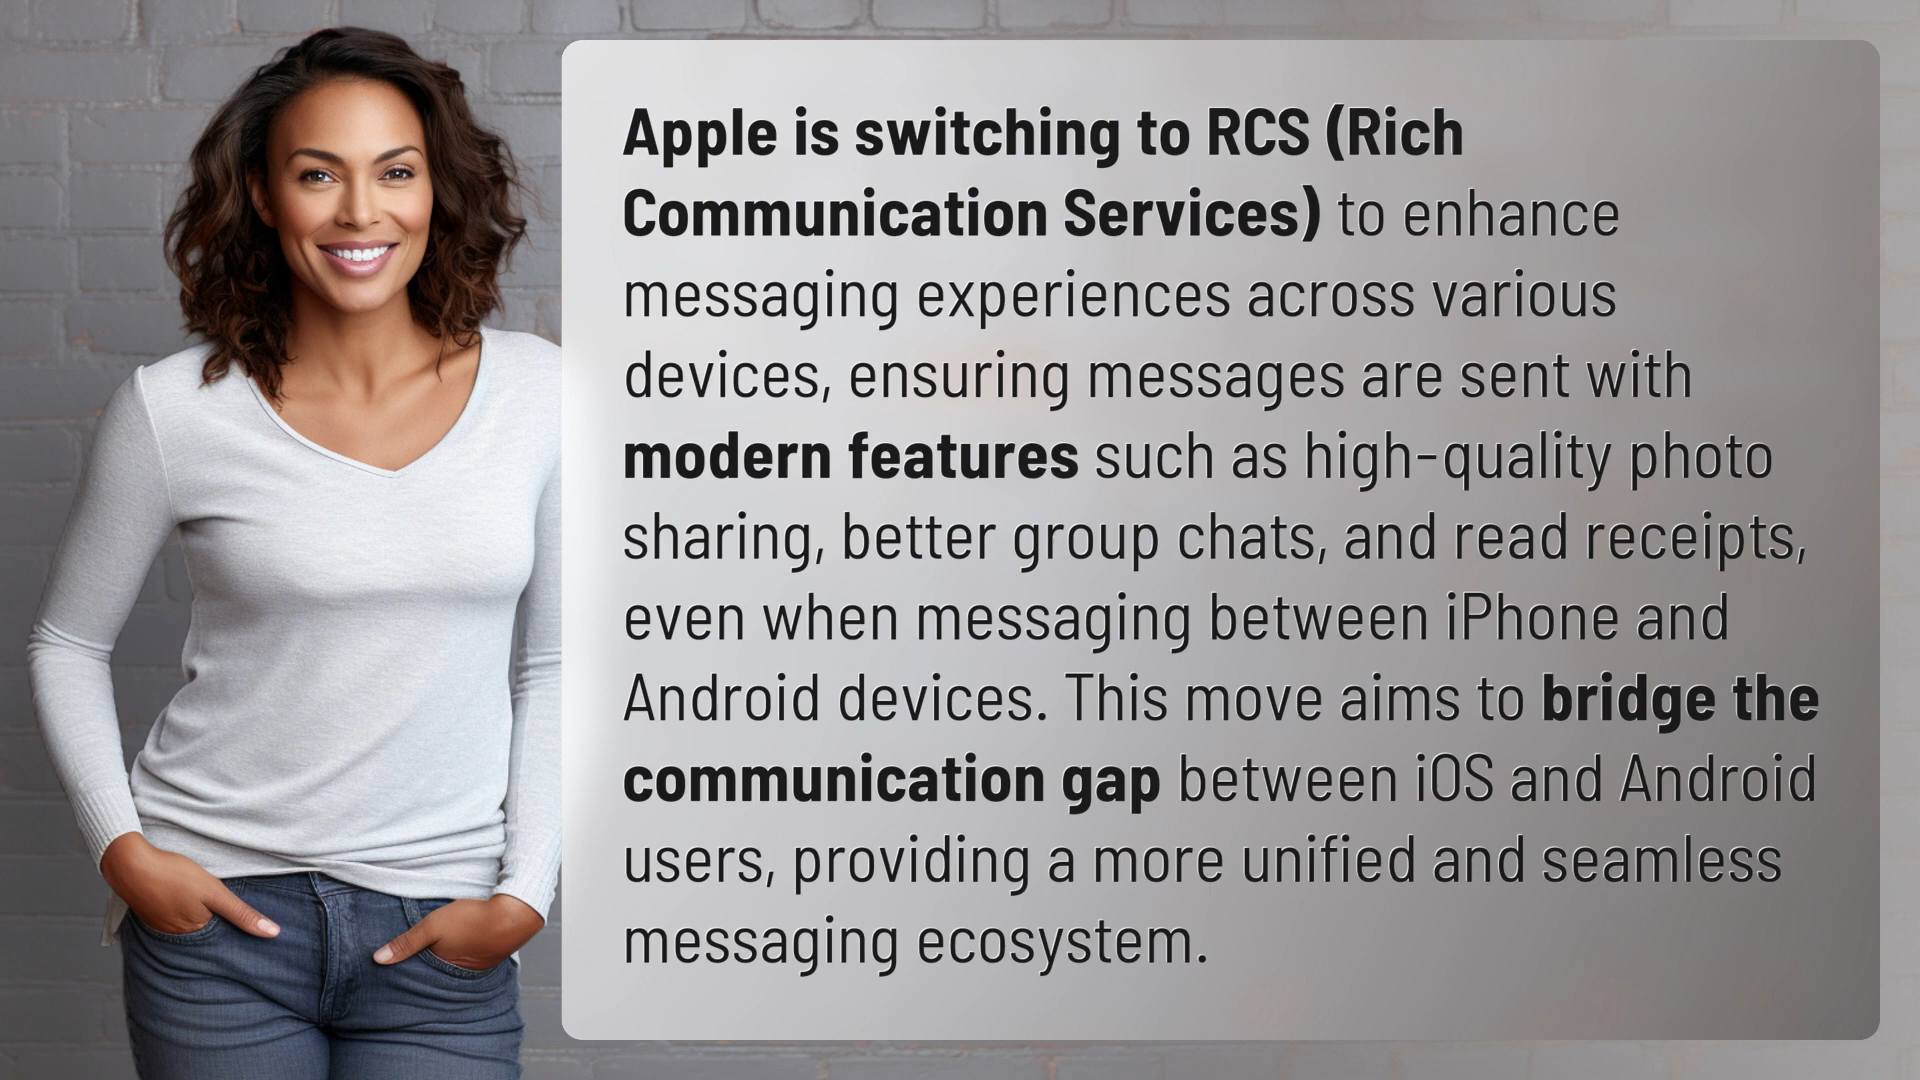 Apple is switching to RCS (Rich
Communication Services) to enhance
messaging experiences across various
devices, ensuring messages are sent with
modern features such as high-quality photo
sharing, better group chats, and read receipts,
even when messaging between iPhone and
Android devices. This move aims to bridge the
communication gap between iOS and Android
users, providing a more unified and seamless
messaging ecosystem.